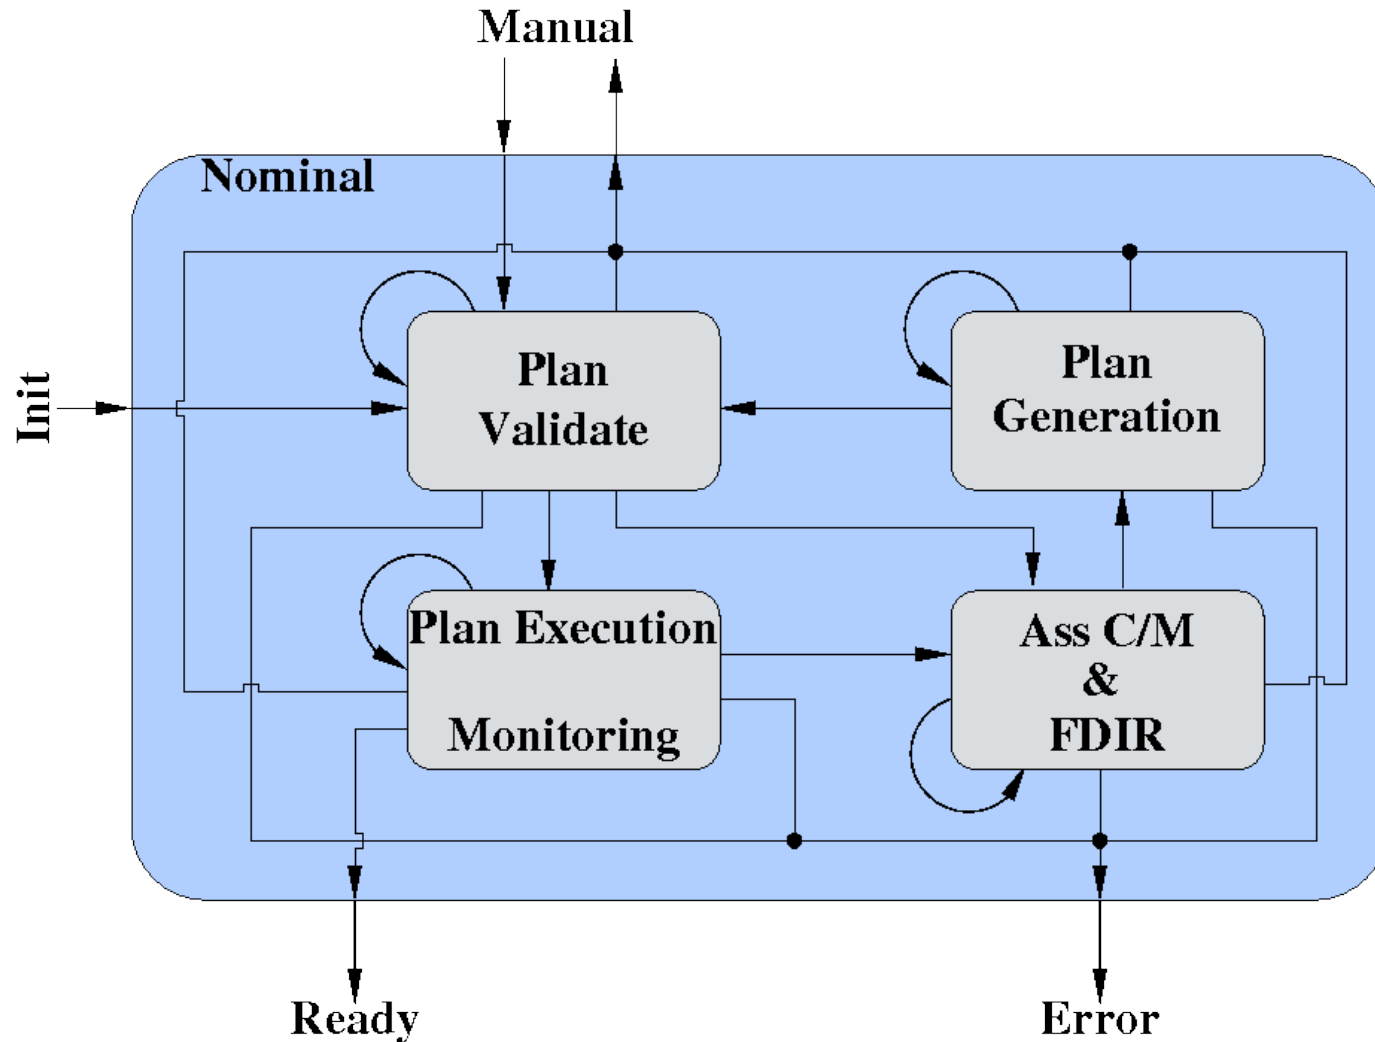 Manual
Nominal
Init
Plan
Validate
Plan
Generation
Plan Execution
Monitoring
Ass C/M
&
FDIR
Ready
Error